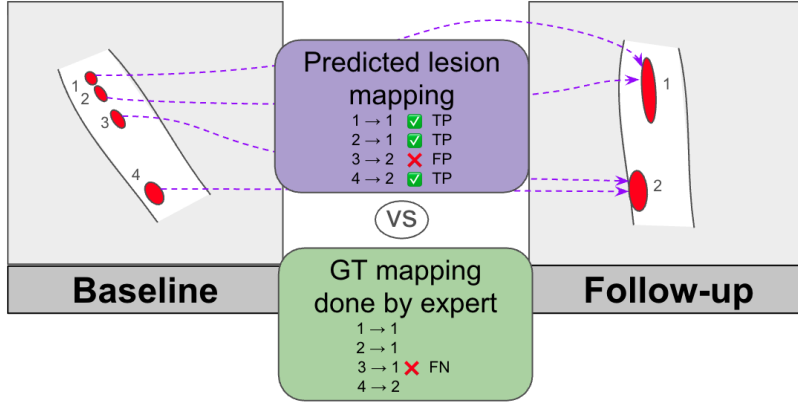 1
2
3
4
Predicted lesion
mapping
1 → 1 ✅ TP
2 → 1 ✅ TP
3 → 2 ❌ FP
4 → 2 ✅ TP
1
2
VS
Baseline
GT mapping
done by expert
1 → 1
2 → 1
3 → 1 ❌ FN
4 → 2
Follow-up